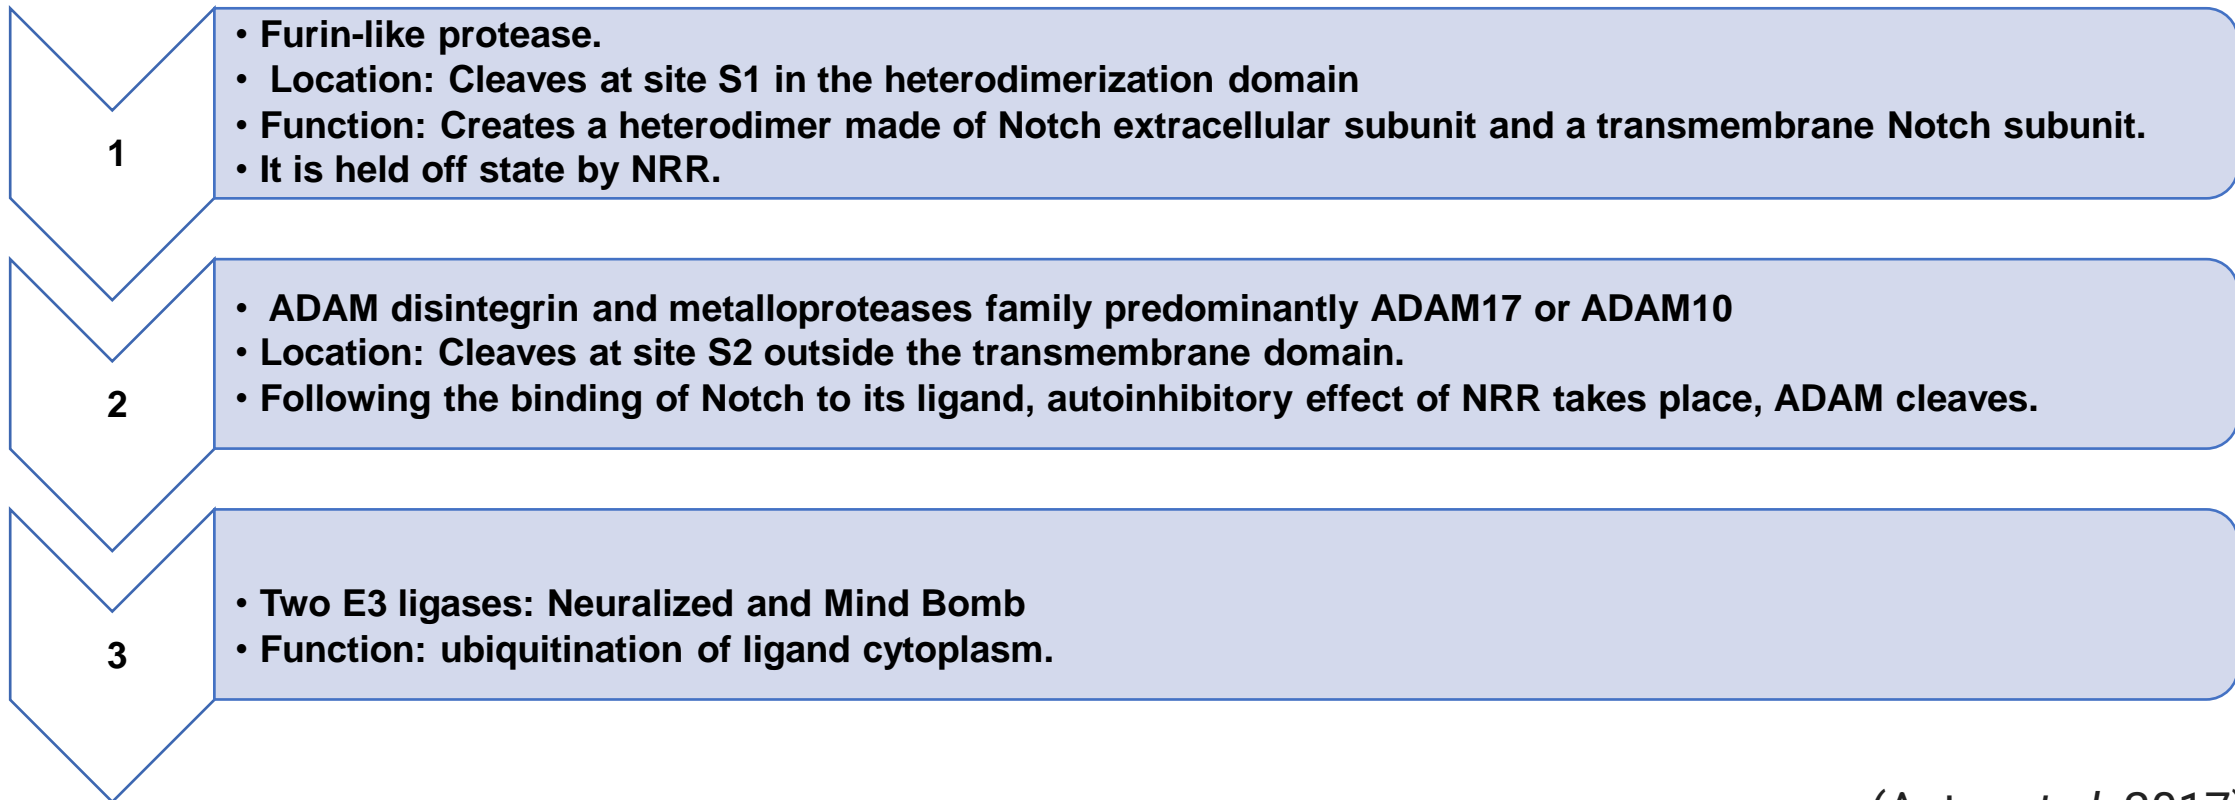 1
• Furin-like protease.
• Location: Cleaves at site S1 in the heterodimerization domain
• Function: Creates a heterodimer made of Notch extracellular subunit and a transmembrane Notch subunit.
• It is held off state by NRR.
2
• ADAM disintegrin and metalloproteases family predominantly ADAM17 or ADAM10
• Location: Cleaves at site S2 outside the transmembrane domain.
• Following the binding of Notch to its ligand, autoinhibitory effect of NRR takes place, ADAM cleaves.
3
• Two E3 ligases: Neuralized and Mind Bomb
• Function: ubiquitination of ligand cytoplasm.